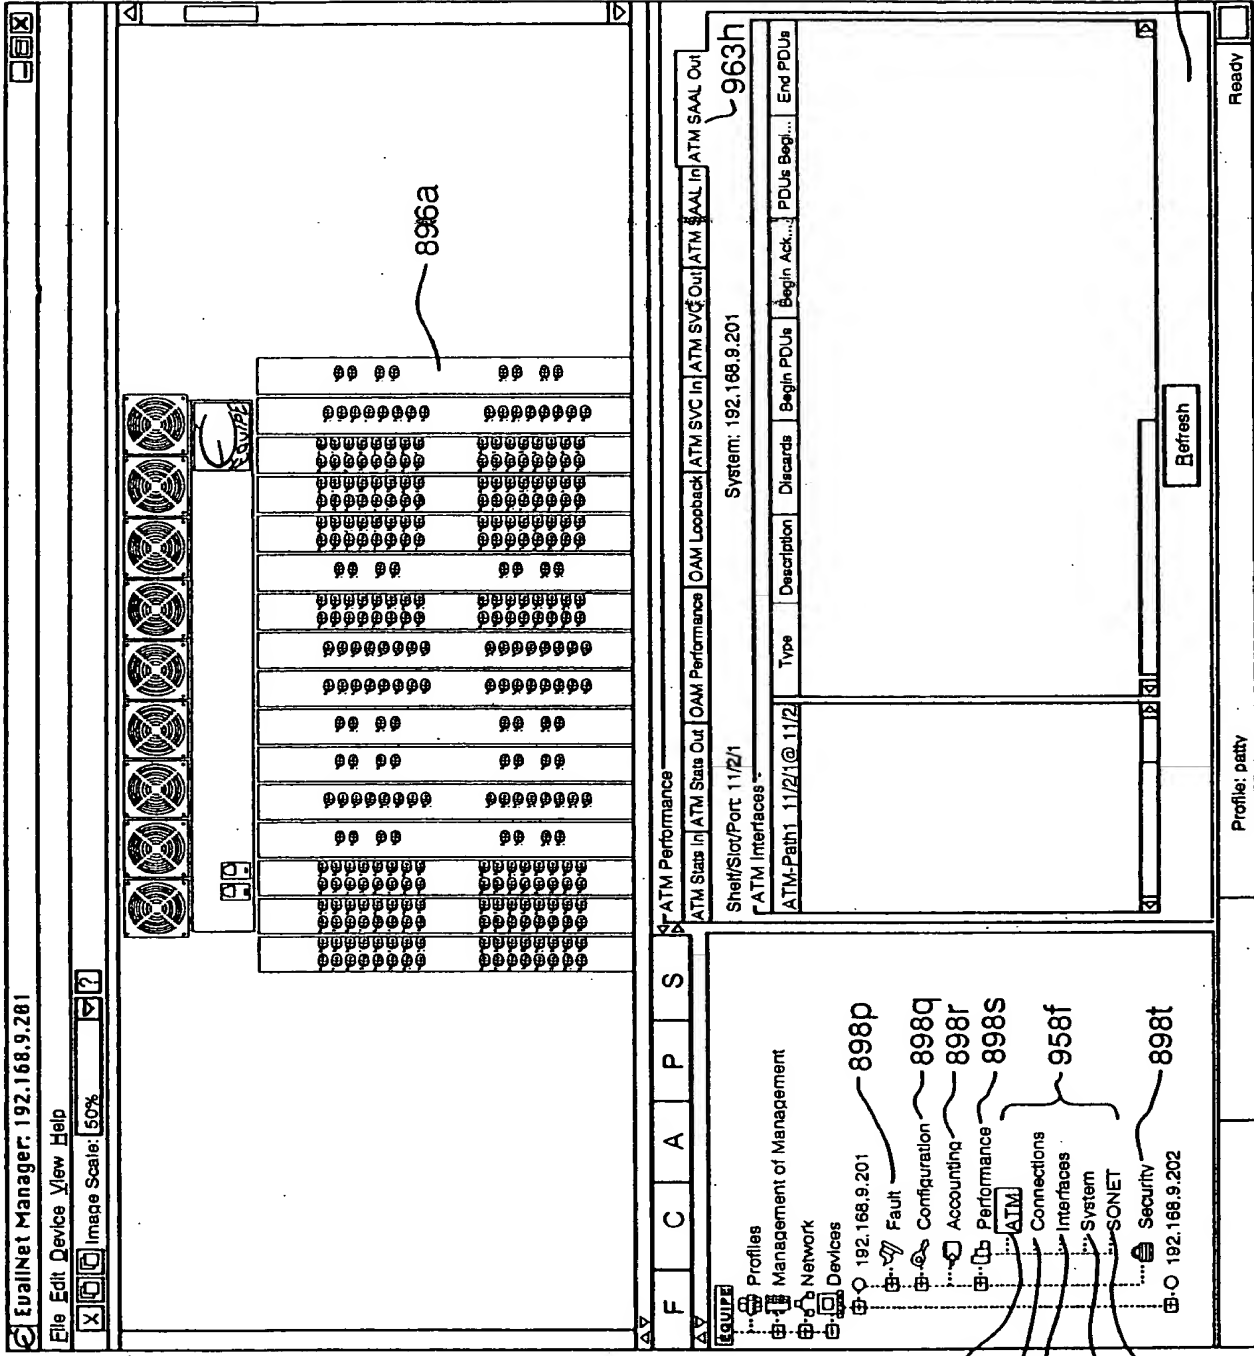 EualiNet Manager: 192.168.9.201
File Edit Device View Help
Image Scale: 50% ?
EQUIPE
896a
F C A P S
EQUIPE
Profiles
Management of Management
Network
Devices
192.168.9.201
Fault
Configuration
Accounting
Performance
ATM
Connections
Interfaces
System
SONET
Security
192.168.9.202
898p
898q
898r
898s
958f
898t
ATM Performance
ATM Stats In ATM Stats Out OAM Performance OAM Loopback ATM SVC In ATM SVC Out ATM SAAL In ATM SAAL Out
963h
Shelf/Slot/Port: 11/2/1 System: 192.168.9.201
ATM Interfaces
ATM-Path1 11/2/1@ 11/2 Type Description Discards Begin PDUs Begin Ack... PDUs Begi... End PDUs
Refresh
Profile: patty Ready